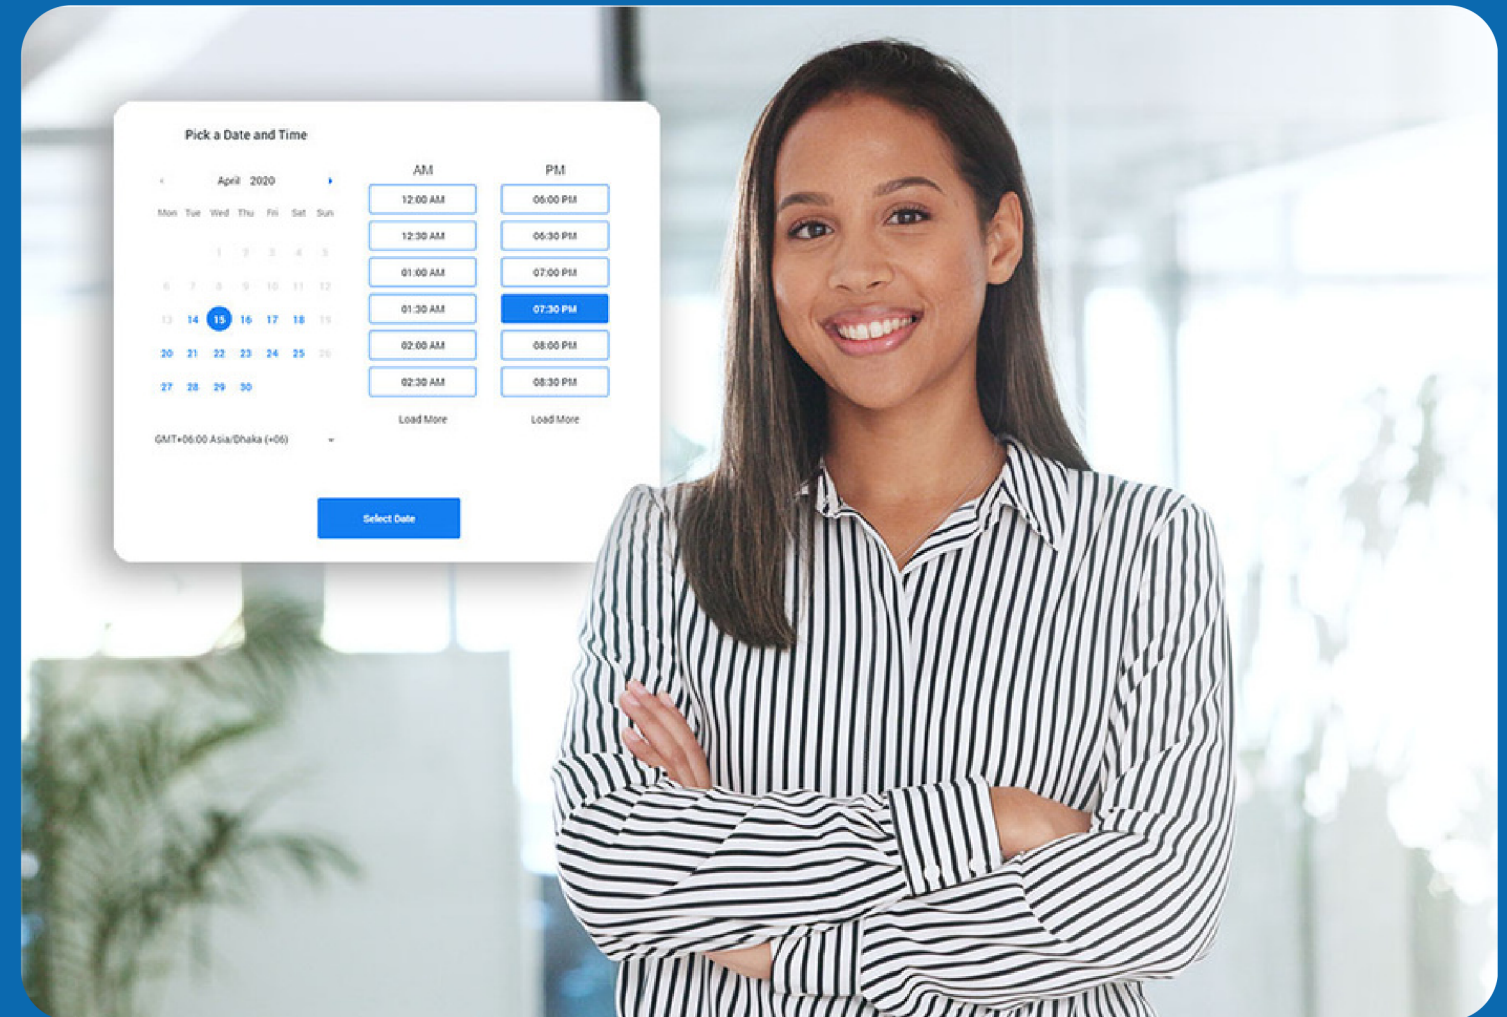 Pick a Date and Time
April 2020
Mon Tue Wed Thu Fri Sat Sun
1 2 3 4 5
6 7 8 9 10 11 12
13 14 15 16 17 18 19
20 21 22 23 24 25 26
27 28 29 30
GMT+06:00 Asia/Dhaka (+06)
AM
12:00 AM
12:30 AM
01:00 AM
01:30 AM
02:00 AM
02:30 AM
Load More
PM
06:00 PM
06:30 PM
07:00 PM
07:30 PM
08:00 PM
08:30 PM
Load More
Select Date